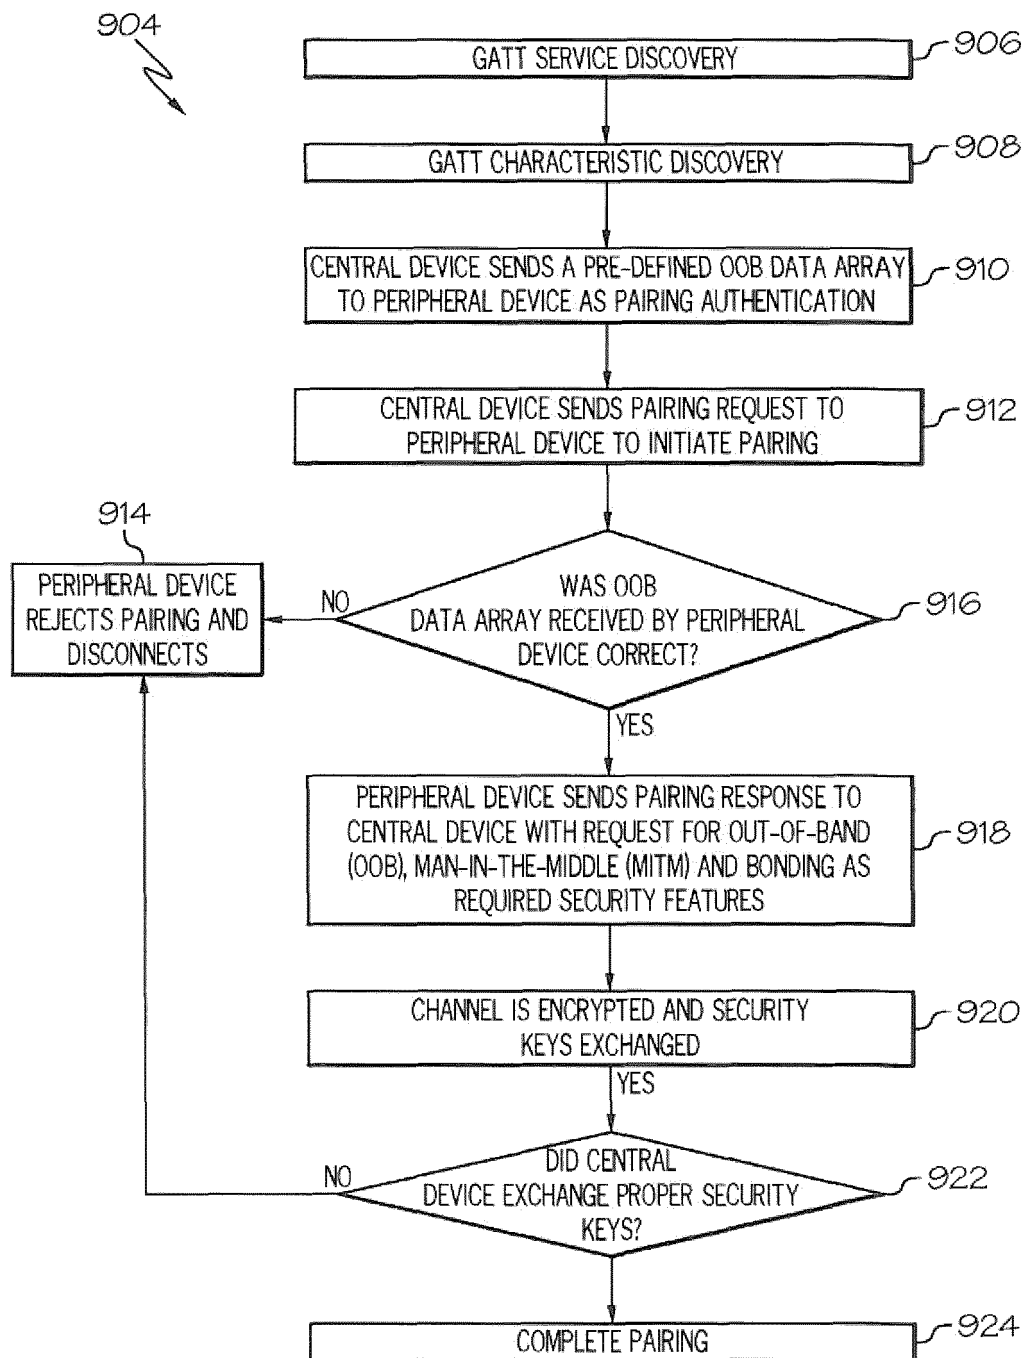 904
GATT SERVICE DISCOVERY
906
GATT CHARACTERISTIC DISCOVERY
908
CENTRAL DEVICE SENDS A PRE-DEFINED OOB DATA ARRAY
TO PERIPHERAL DEVICE AS PAIRING AUTHENTICATION
910
CENTRAL DEVICE SENDS PAIRING REQUEST TO
PERIPHERAL DEVICE TO INITIATE PAIRING
912
914
PERIPHERAL DEVICE
REJECTS PAIRING AND
DISCONNECTS
NO
WAS OOB
DATA ARRAY RECEIVED BY PERIPHERAL
DEVICE CORRECT?
916
YES
PERIPHERAL DEVICE SENDS PAIRING RESPONSE TO
CENTRAL DEVICE WITH REQUEST FOR OUT-OF-BAND
(OOB), MAN-IN-THE-MIDDLE (MITM) AND BONDING AS
REQUIRED SECURITY FEATURES
918
CHANNEL IS ENCRYPTED AND SECURITY
KEYS EXCHANGED
920
YES
NO
DID CENTRAL
DEVICE EXCHANGE PROPER SECURITY
KEYS?
922
COMPLETE PAIRING
924